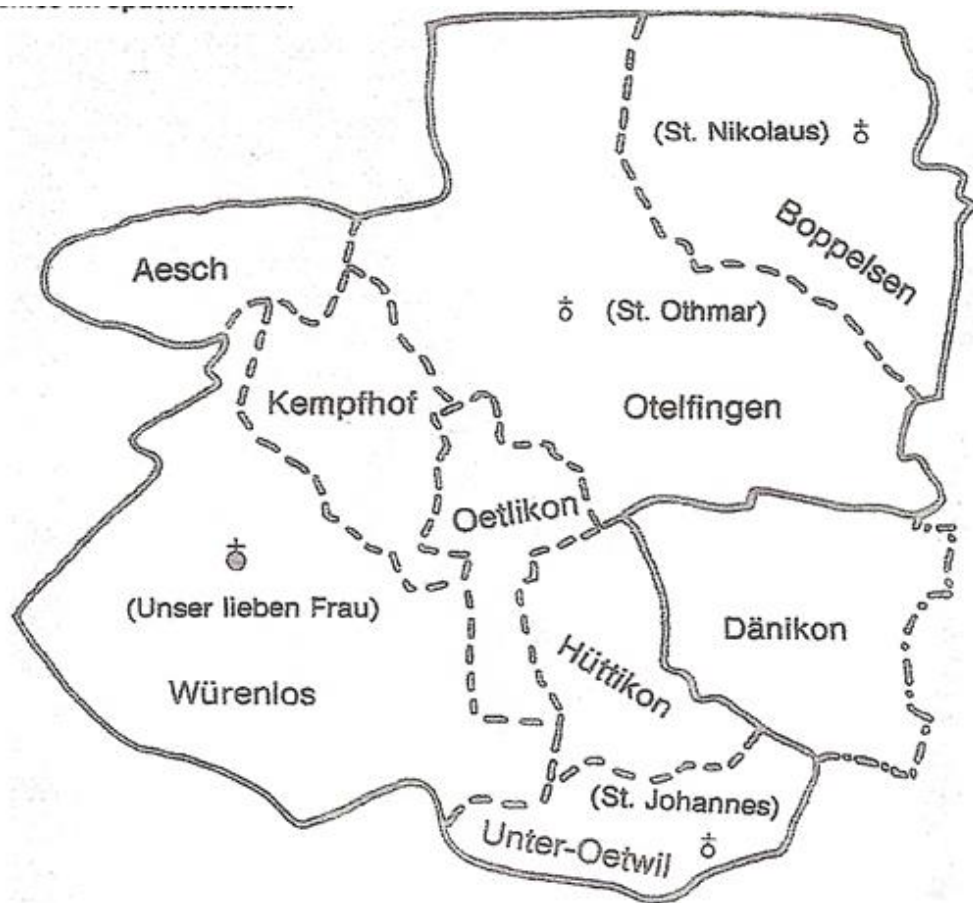 (St. Nikolaus)
Boppelsen
Aesch
(St. Othmar)
Kempfhof
Otelfingen
Oetlikon
(Unser lieben Frau)
Dänikon
Hüttikon
Würenlos
(St. Johannes)
Unter-Oetwil